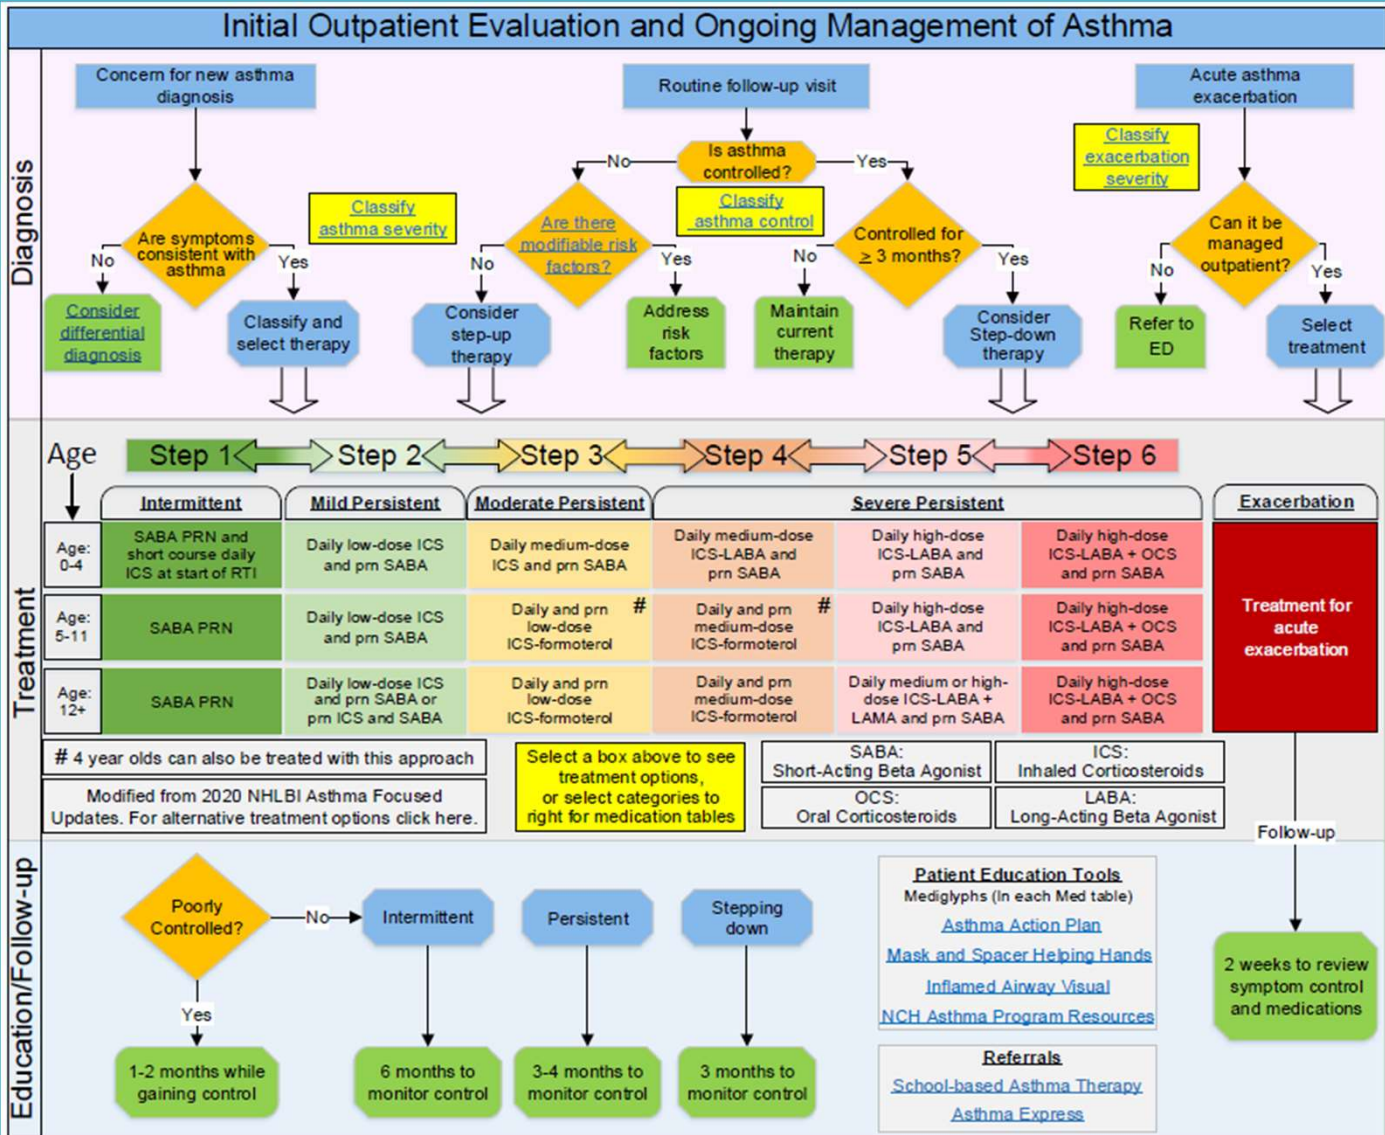 Initial Outpatient Evaluation and Ongoing Management of Asthma
Diagnosis
Concern for new asthma
diagnosis
Are symptoms
consistent with
asthma
No
Yes
Consider
differential
diagnosis
Classify and
select therapy
Classify
asthma severity
Routine follow-up visit
Is asthma
controlled?
No
Yes
Classify
asthma control
Are there
modifiable risk
factors?
No
Yes
Consider
step-up
therapy
Address
risk
factors
Controlled for
≥ 3 months?
No
Yes
Maintain
current
therapy
Consider
Step-down
therapy
Acute asthma
exacerbation
Classify
exacerbation
severity
Can it be
managed
outpatient?
No
Yes
Refer to
ED
Select
treatment
Treatment
Age
Step 1
Step 2
Step 3
Step 4
Step 5
Step 6
Intermittent
Mild Persistent
Moderate Persistent
Severe Persistent
Exacerbation
Age:
0-4
SABA PRN and
short course daily
ICS at start of RTI
Daily low-dose ICS
and prn SABA
Daily medium-dose
ICS and prn SABA
Daily medium-dose
ICS-LABA and
prn SABA
Daily high-dose
ICS-LABA and
prn SABA
Daily high-dose
ICS-LABA + OCS
and prn SABA
Age:
5-11
SABA PRN
Daily low-dose ICS
and prn SABA
Daily and prn #
low-dose
ICS-formoterol
Daily and prn #
medium-dose
ICS-formoterol
Daily high-dose
ICS-LABA and
prn SABA
Daily high-dose
ICS-LABA + OCS
and prn SABA
Age:
12+
SABA PRN
Daily low-dose ICS
and prn SABA or
prn ICS and SABA
Daily and prn
low-dose
ICS-formoterol
Daily and prn
medium-dose
ICS-formoterol
Daily medium or high-
dose ICS-LABA +
LAMA and prn SABA
Daily high-dose
ICS-LABA + OCS
and prn SABA
Treatment for
acute
exacerbation
# 4 year olds can also be treated with this approach
Modified from 2020 NHLBI Asthma Focused
Updates. For alternative treatment options click here.
Select a box above to see
treatment options,
or select categories to
right for medication tables
SABA:
Short-Acting Beta Agonist
ICS:
Inhaled Corticosteroids
OCS:
Oral Corticosteroids
LABA:
Long-Acting Beta Agonist
Follow-up
Education/Follow-up
Poorly
Controlled?
No
Yes
1-2 months while
gaining control
Intermittent
6 months to
monitor control
Persistent
3-4 months to
monitor control
Stepping
down
3 months to
monitor control
Patient Education Tools
Mediglyphs (In each Med table)
Asthma Action Plan
Mask and Spacer Helping Hands
Inflamed Airway Visual
NCH Asthma Program Resources
Referrals
School-based Asthma Therapy
Asthma Express
2 weeks to review
symptom control
and medications